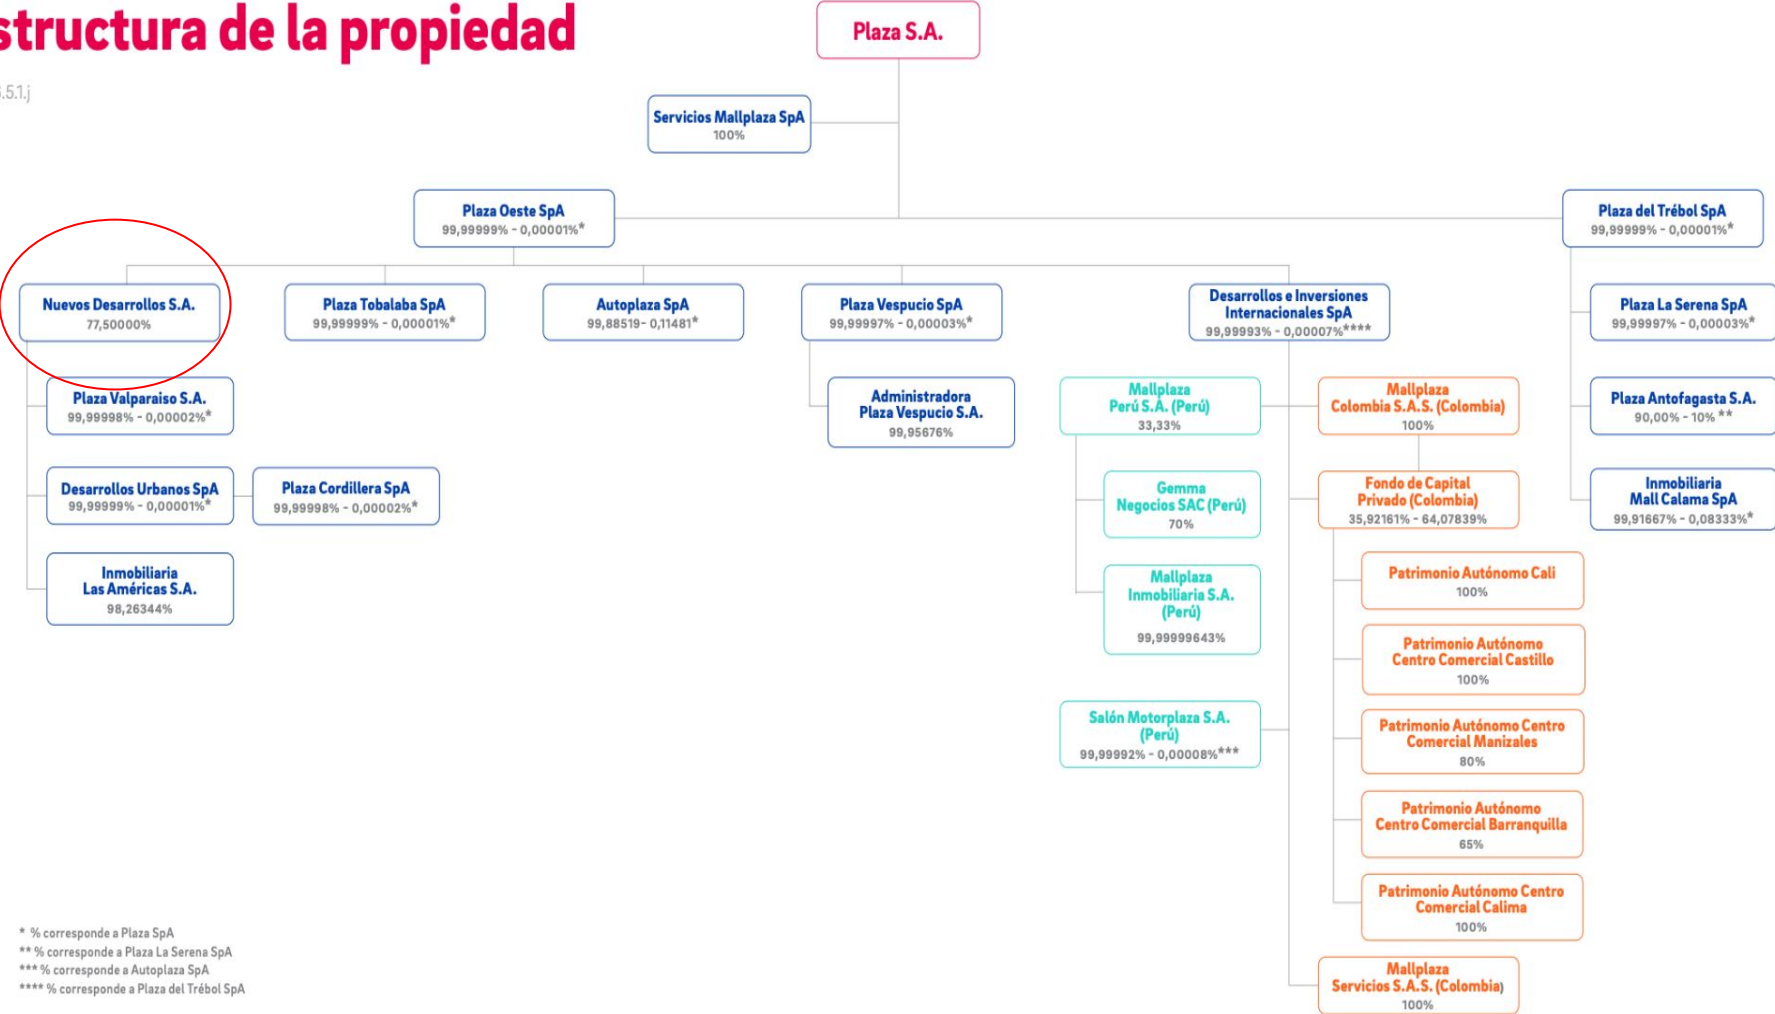 structura de la propiedad
.5.1.j
Plaza S.A.
Servicios Mallplaza SpA
100%
Plaza Oeste SpA
99,99999% - 0,00001%*
Plaza del Trébol SpA
99,99999% - 0,00001%*
Nuevos Desarrollos S.A.
77,50000%
Plaza Tobalaba SpA
99,99999% - 0,00001%*
Autoplaza SpA
99,88519- 0,11481*
Plaza Vespucio SpA
99,99997% - 0,00003%*
Desarrollos e Inversiones
Internacionales SpA
99,99993% - 0,00007%****
Plaza La Serena SpA
99,99997% - 0,00003%*
Plaza Valparaiso S.A.
99,99998% - 0,00002%*
Administradora
Plaza Vespucio S.A.
99,95676%
Mallplaza
Perú S.A. (Perú)
33,33%
Mallplaza
Colombia S.A.S. (Colombia)
100%
Plaza Antofagasta S.A.
90,00% - 10% **
Desarrollos Urbanos SpA
99,99999% - 0,00001%*
Plaza Cordillera SpA
99,99998% - 0,00002%*
Gemma
Negocios SAC (Perú)
70%
Fondo de Capital
Privado (Colombia)
35,92161% - 64,07839%
Inmobiliaria
Mall Calama SpA
99,91667% - 0,08333%*
Inmobiliaria
Las Américas S.A.
98,26344%
Mallplaza
Inmobiliaria S.A.
(Perú)
99,99999643%
Patrimonio Autónomo Cali
100%
Patrimonio Autónomo
Centro Comercial Castillo
100%
Salón Motorplaza S.A.
(Perú)
99,99992% - 0,00008%***
Patrimonio Autónomo Centro
Comercial Manizales
80%
Patrimonio Autónomo
Centro Comercial Barranquilla
65%
Patrimonio Autónomo Centro
Comercial Calima
100%
Mallplaza
Servicios S.A.S. (Colombia)
100%
* % corresponde a Plaza SpA
** % corresponde a Plaza La Serena SpA
*** % corresponde a Autoplaza SpA
**** % corresponde a Plaza del Trébol SpA